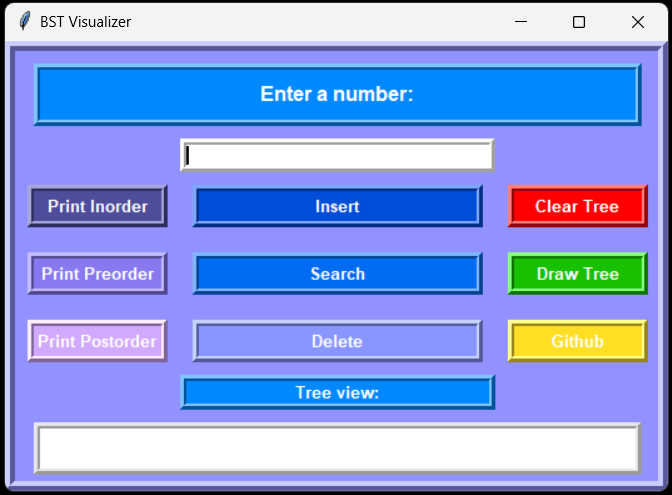 BST Visualizer
Enter a number:
Print Inorder
Insert
Clear Tree
Print Preorder
Search
Draw Tree
Print Postorder
Delete
Github
Tree view: